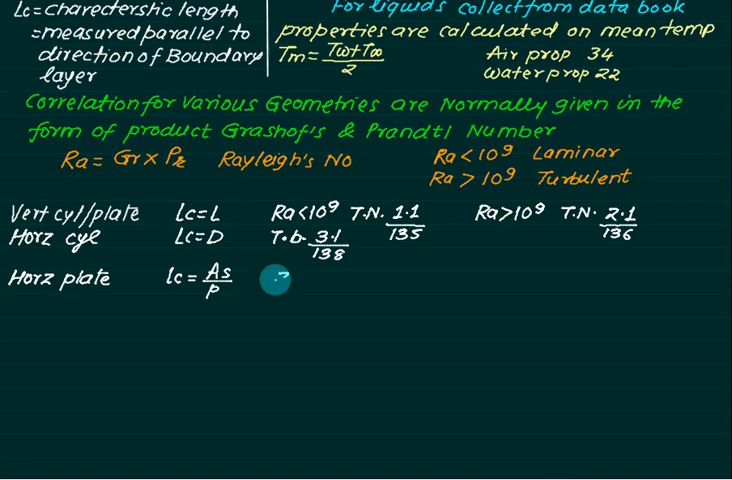 Lc=charectershic length
=measured parallel to
direction of Boundary
layer
For liquids collect from data book
properties are calculated on mean temp
Tm= Tw+T∞/2 Air prop 34
Water prop 22
Correlation for Various Geometries are Normally given in the
form of product Grashof's & Prandtl Number
Ra= Gr x Pr Rayleigh's No Ra<10⁹ Laminar
Ra > 10⁹ Turbulent
Vert cyl/plate Lc=L Ra<10⁹ T.N. 1.1/135 Ra>10⁹ T.N. 2.1/136
Horz cyl Lc=D T.b. 3.1/138
Horz plate Lc= As/P